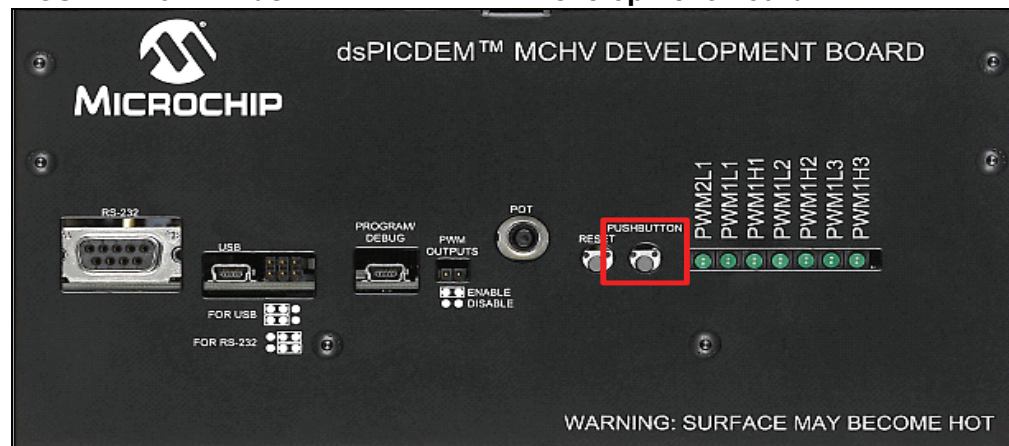 dsPICDEM™ MCHV DEVELOPMENT BOARD
MICROCHIP
RS-232
USB
PROGRAM/
DEBUG
PWM
OUTPUTS
ENABLE
DISABLE
FOR USB
FOR RS-232
POT
RESET
PUSHBUTTON
PWM2L1
PWM1L1
PWM1H1
PWM1L2
PWM1H2
PWM1L3
PWM1H3
WARNING: SURFACE MAY BECOME HOT